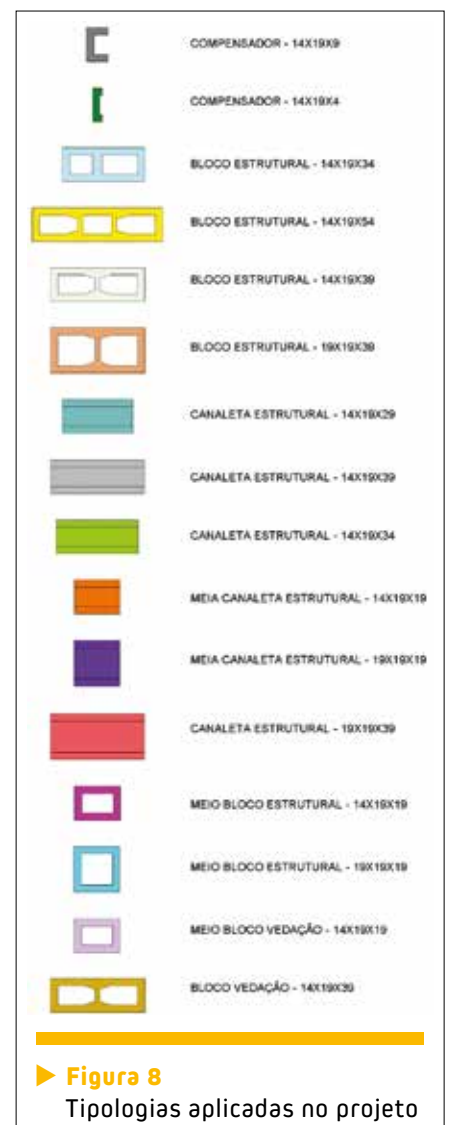 COMPENSADOR - 14X19X9
COMPENSADOR - 14X19X4
BLOCO ESTRUTURAL - 14X19X34
BLOCO ESTRUTURAL - 14X19X54
BLOCO ESTRUTURAL - 14X19X39
BLOCO ESTRUTURAL - 19X19X39
CANALETA ESTRUTURAL - 14X19X29
CANALETA ESTRUTURAL - 14X19X39
CANALETA ESTRUTURAL - 14X19X34
MEIA CANALETA ESTRUTURAL - 14X19X19
MEIA CANALETA ESTRUTURAL - 19X19X19
CANALETA ESTRUTURAL - 19X19X39
MEIO BLOCO ESTRUTURAL - 14X19X19
MEIO BLOCO ESTRUTURAL - 19X19X19
MEIO BLOCO VEDAÇÃO - 14X19X19
BLOCO VEDAÇÃO - 14X19X39
Figura 8
Tipologias aplicadas no projeto